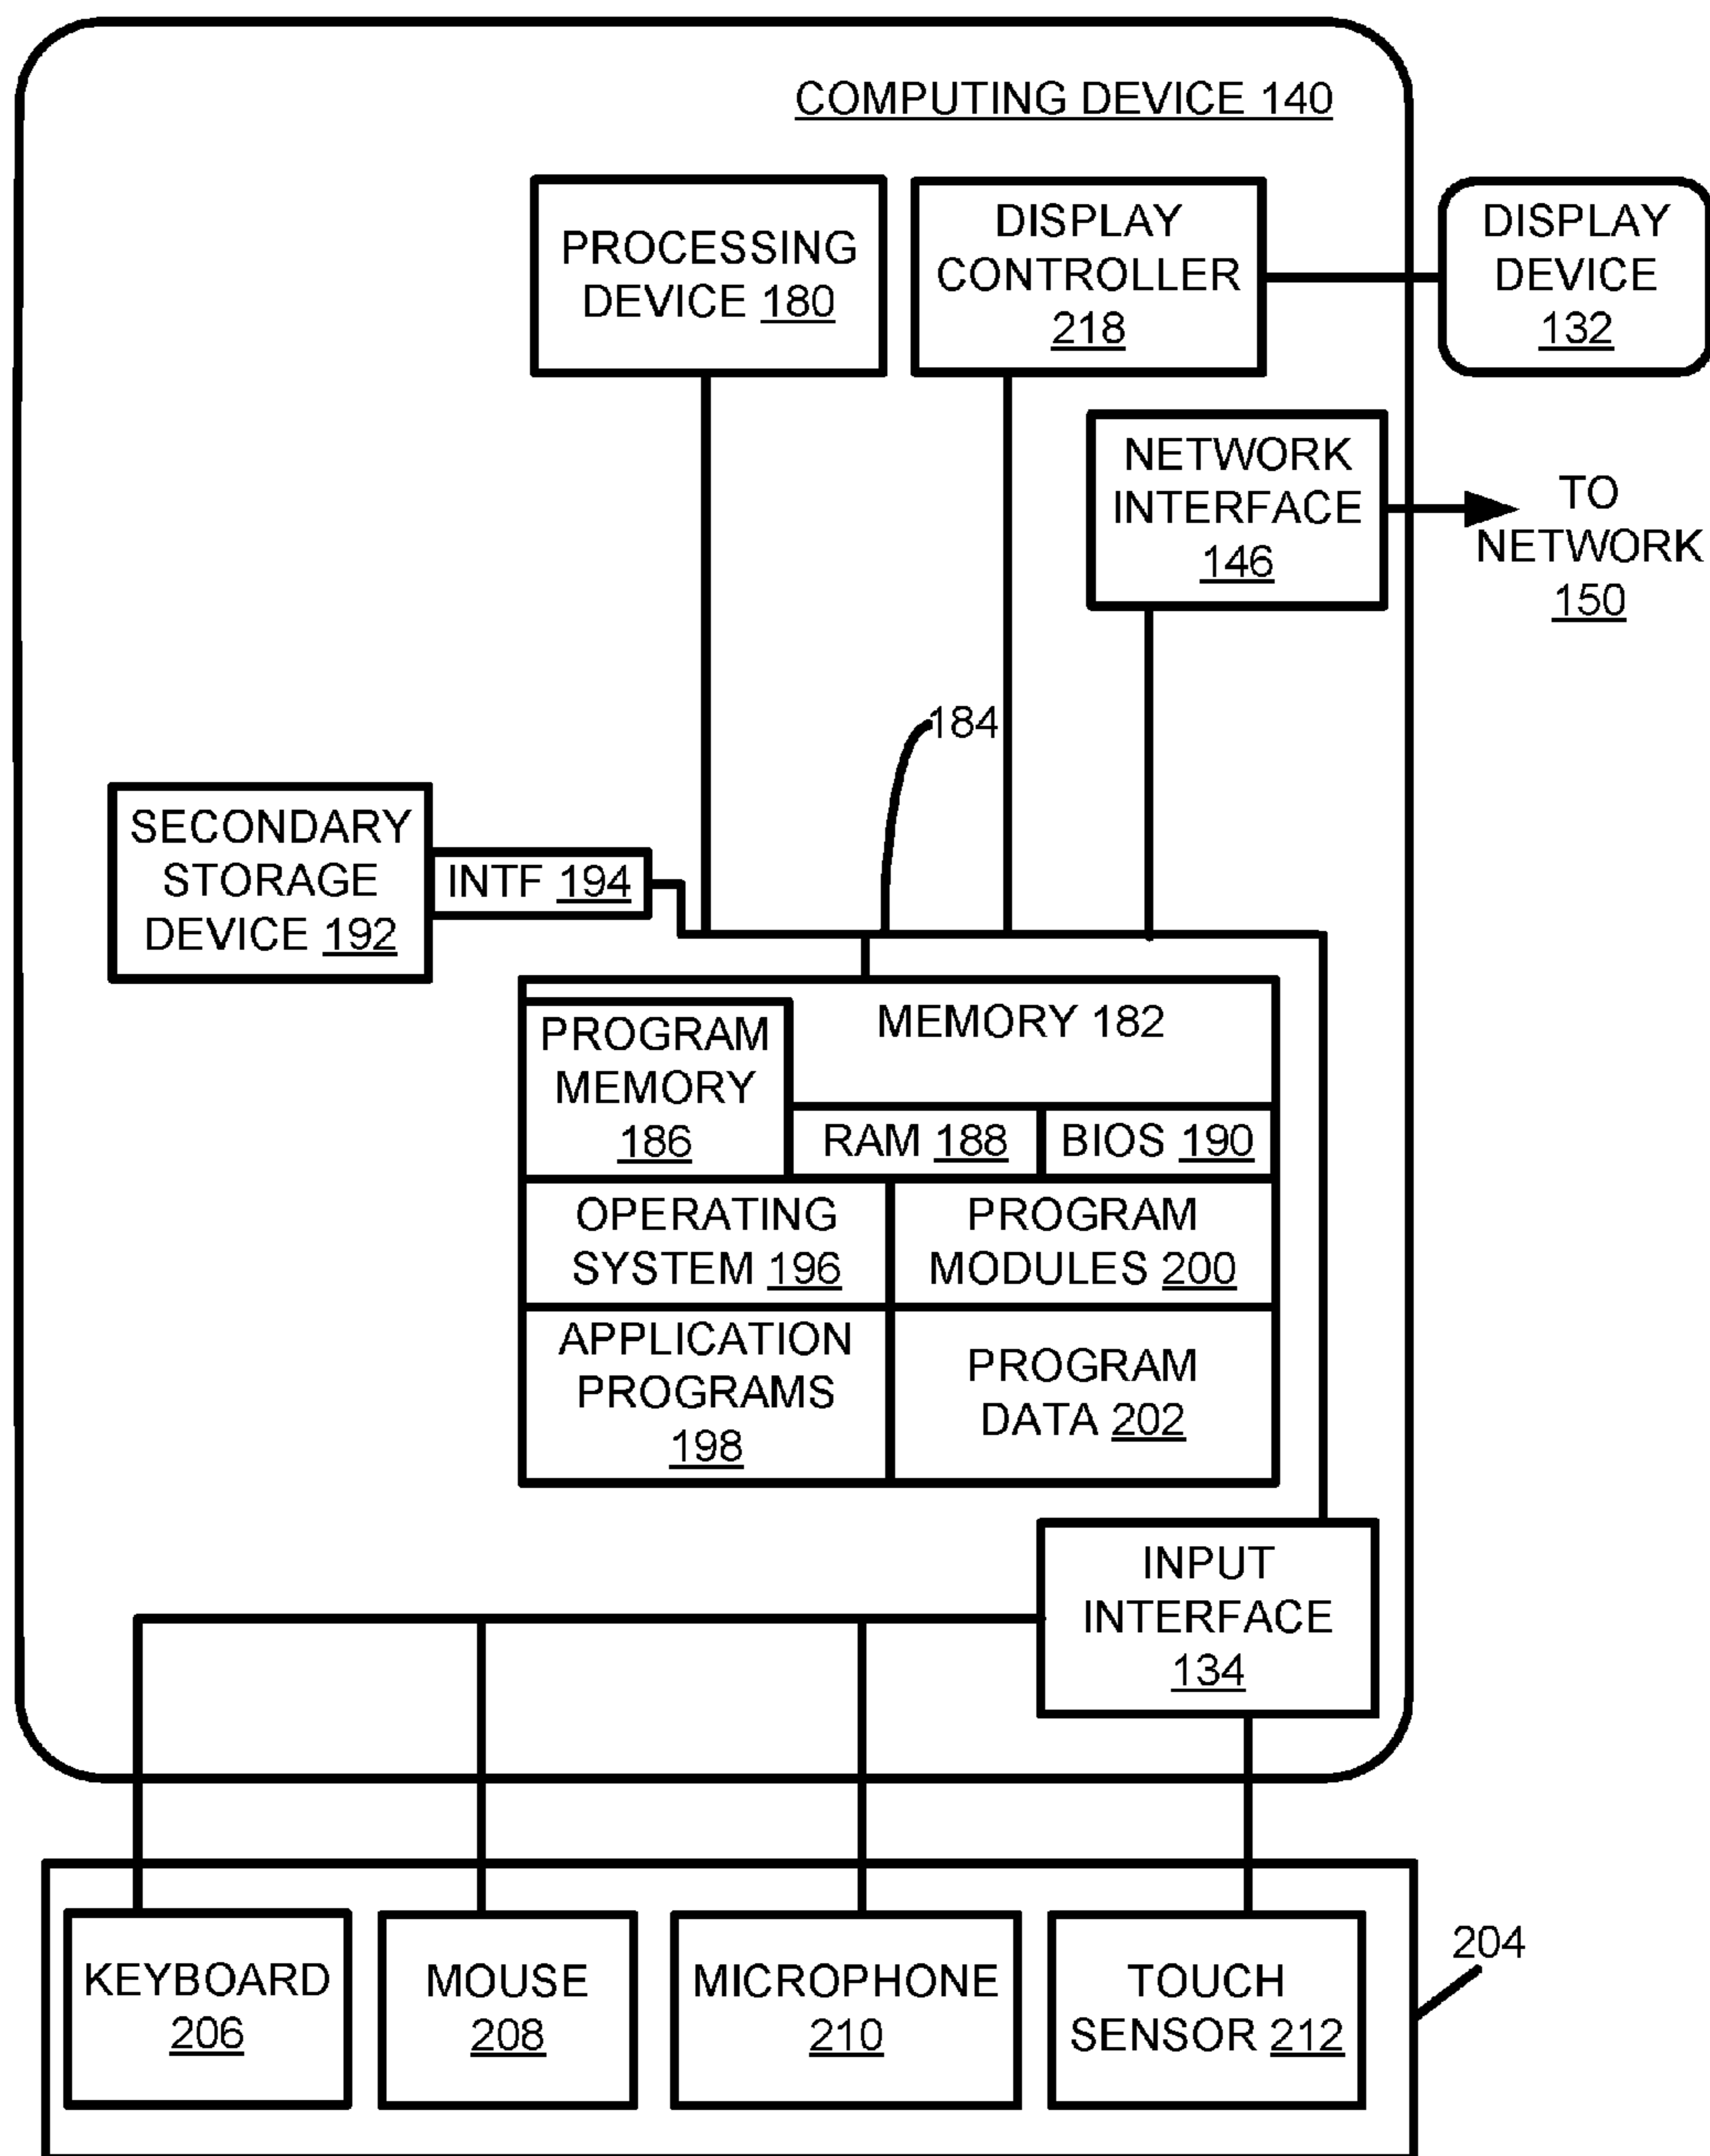 COMPUTING DEVICE 140
PROCESSING
DEVICE 180
DISPLAY
CONTROLLER
218
DISPLAY
DEVICE
132
NETWORK
INTERFACE
146
TO
NETWORK
150
184
SECONDARY
STORAGE
DEVICE 192
INTF 194
MEMORY 182
PROGRAM
MEMORY
186
RAM 188
BIOS 190
OPERATING
SYSTEM 196
PROGRAM
MODULES 200
APPLICATION
PROGRAMS
198
PROGRAM
DATA 202
INPUT
INTERFACE
134
204
KEYBOARD
206
MOUSE
208
MICROPHONE
210
TOUCH
SENSOR 212